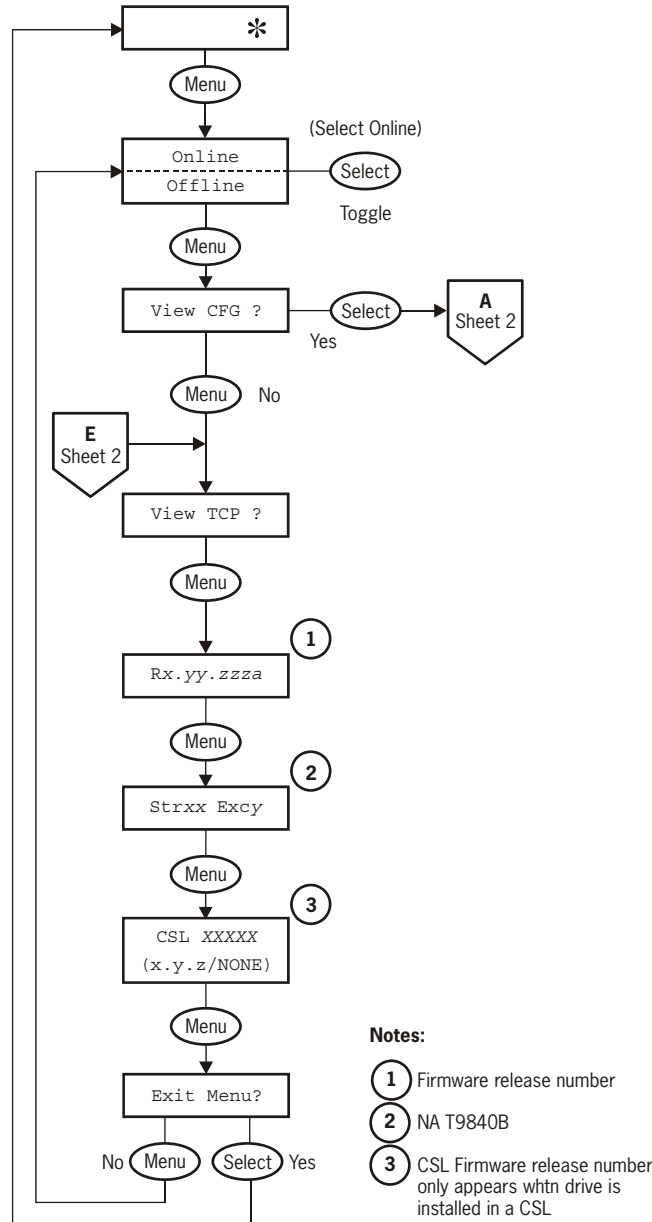 *
Menu
(Select Online)
Online
Offline
Select
Toggle
Menu
View CFG ?
Select
Yes
A
Sheet 2
Menu
No
E
Sheet 2
View TCP ?
Menu
1
Rx.yy.zzza
Menu
2
Strxx Excy
Menu
3
CSL XXXXX
(x.y.z/NONE)
Menu
Exit Menu?
No
Menu
Select
Yes
Notes:
1 Firmware release number
2 NA T9840B
3 CSL Firmware release number
only appears whtn drive is
installed in a CSL